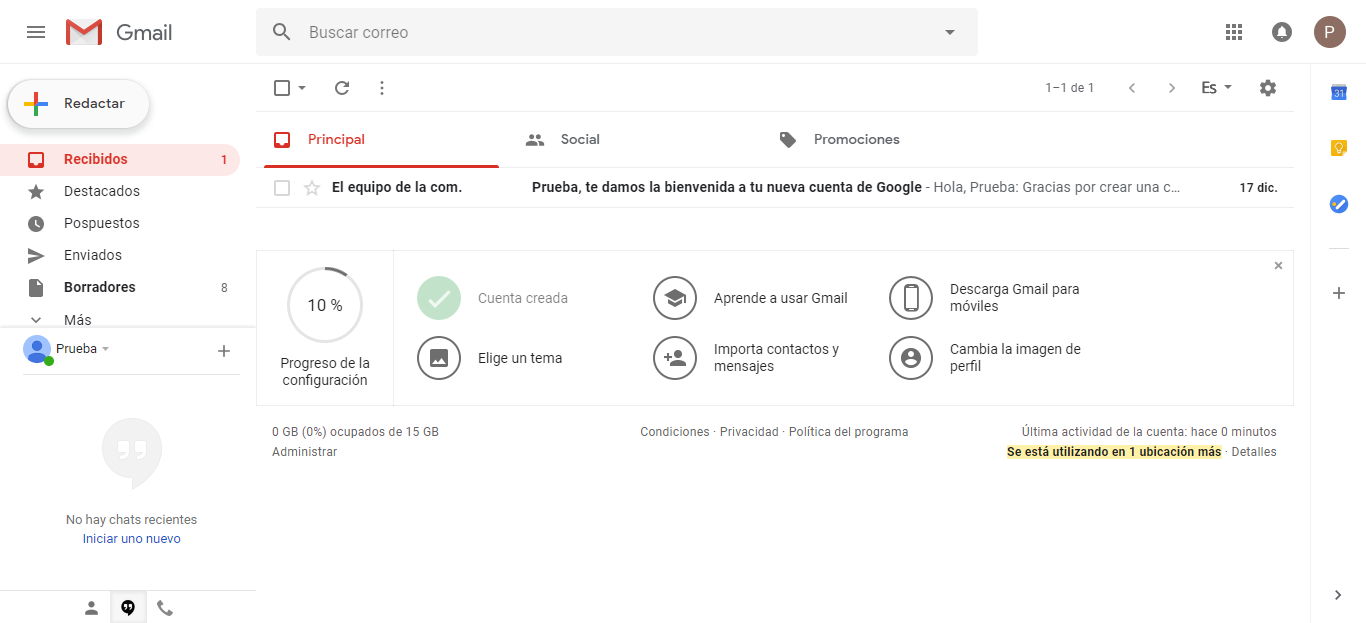 Gmail
Buscar correo
P
Redactar
1–1 de 1
Es
31
Principal
Social
Promociones
Recibidos 1
Destacados
Pospuestos
Enviados
Borradores 8
Más
El equipo de la com. Prueba, te damos la bienvenida a tu nueva cuenta de Google - Hola, Prueba: Gracias por crear una c… 17 dic.
10 %
Progreso de la
configuración
Cuenta creada
Aprende a usar Gmail
Descarga Gmail para
móviles
Elige un tema
Importa contactos y
mensajes
Cambia la imagen de
perfil
Prueba
0 GB (0%) ocupados de 15 GB
Administrar
Condiciones · Privacidad · Política del programa
Última actividad de la cuenta: hace 0 minutos
Se está utilizando en 1 ubicación más · Detalles
No hay chats recientes
Iniciar uno nuevo